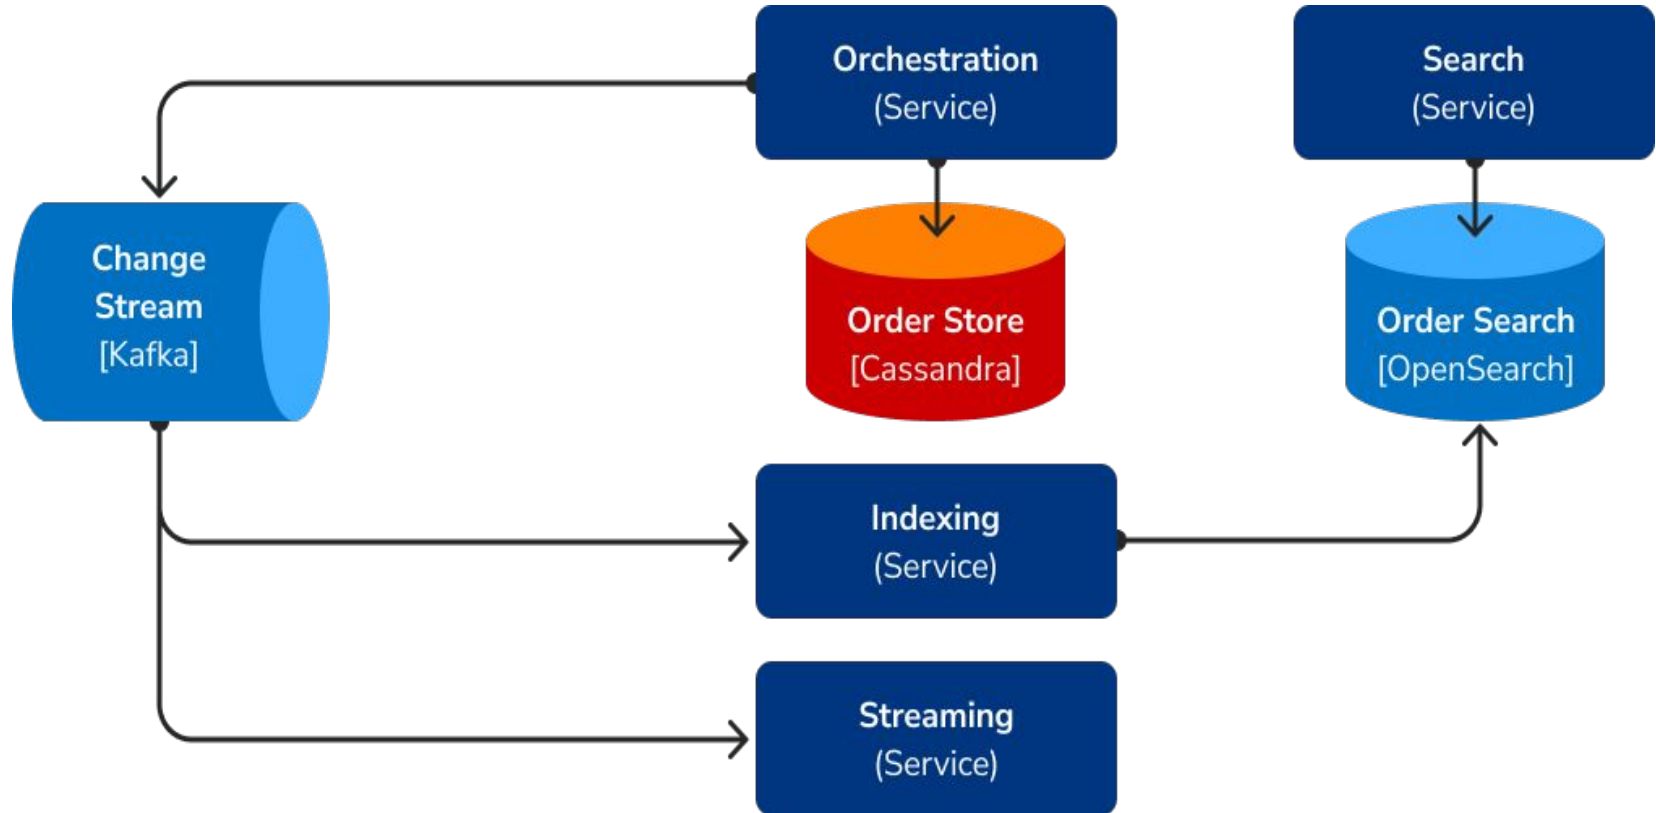 Orchestration
(Service)
Search
(Service)
Change
Stream
[Kafka]
Order Store
[Cassandra]
Order Search
[OpenSearch]
Indexing
(Service)
Streaming
(Service)